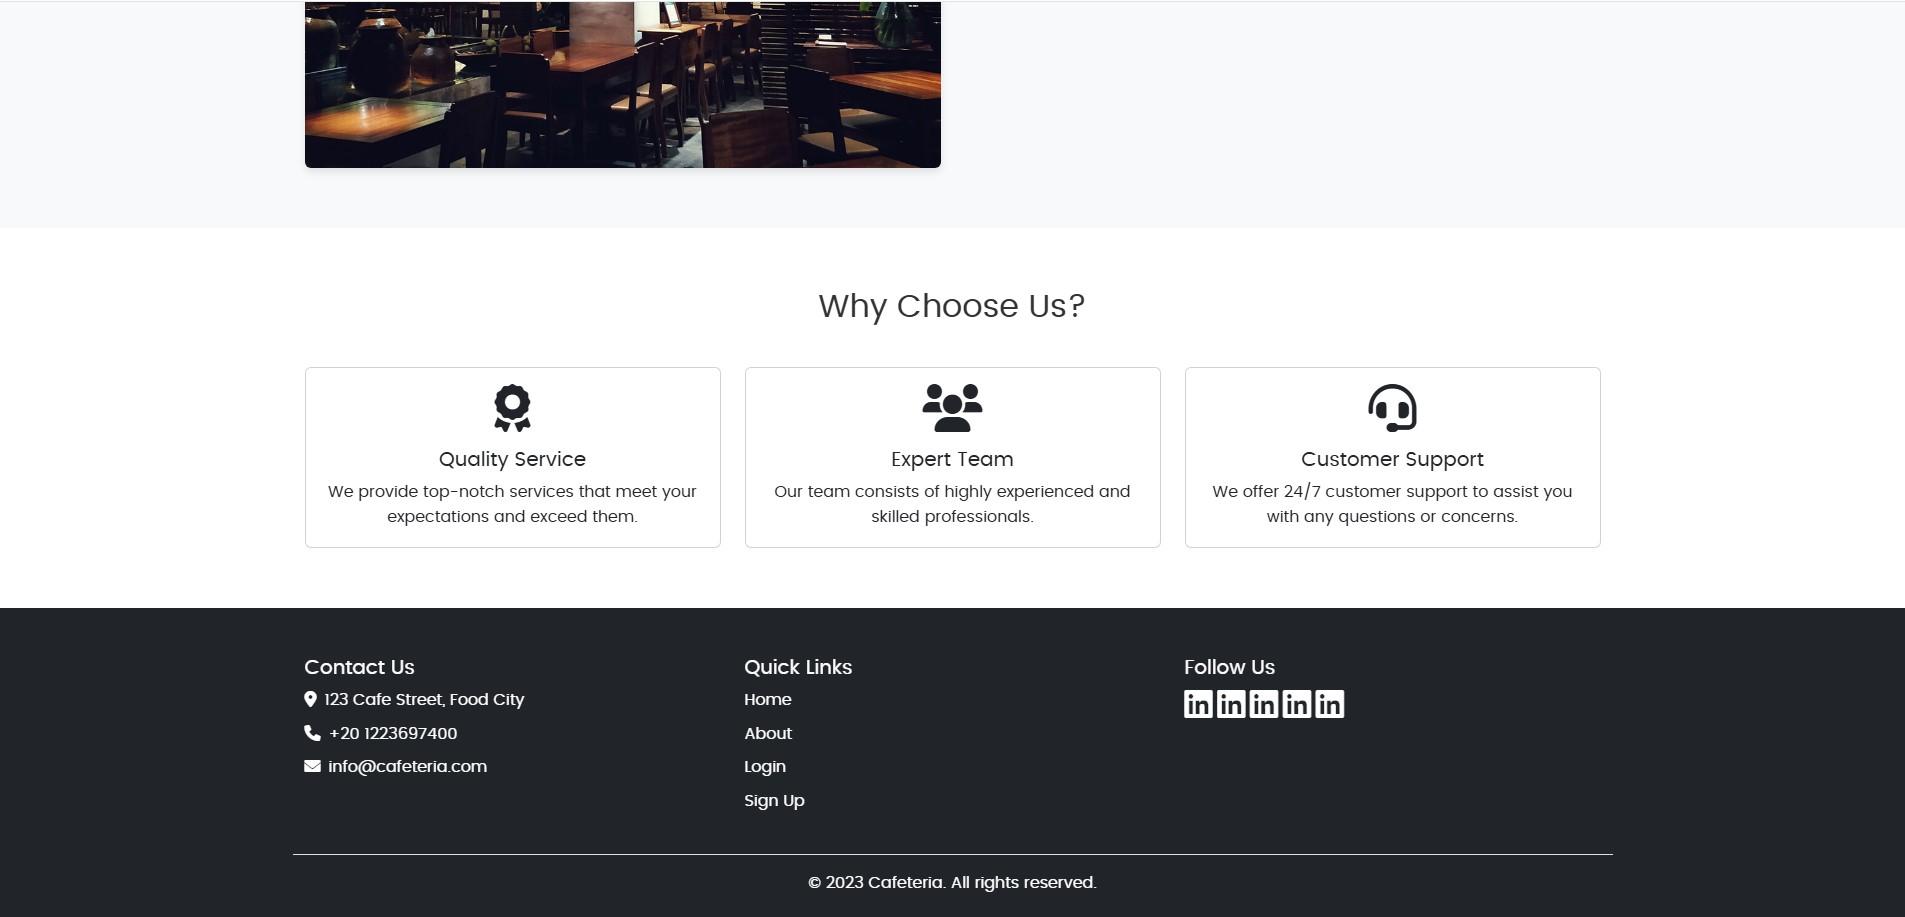 Why Choose Us?
Quality Service
We provide top-notch services that meet your
expectations and exceed them.
Expert Team
Our team consists of highly experienced and
skilled professionals.
Customer Support
We offer 24/7 customer support to assist you
with any questions or concerns.
Contact Us
123 Cafe Street, Food City
+20 1223697400
info@cafeteria.com
Quick Links
Home
About
Login
Sign Up
Follow Us
in in in in in
© 2023 Cafeteria. All rights reserved.